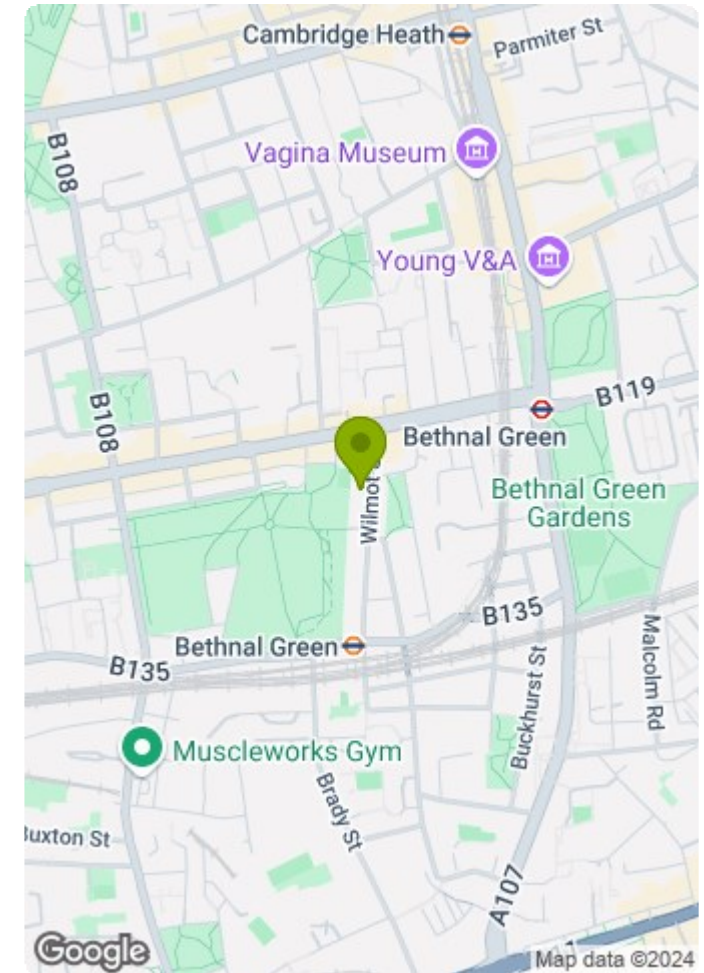 Cambridge Heath
Parmiter St
B108
Vagina Museum
Young V&A
B108
B119
Bethnal Green
Wilmot
Bethnal Green
Gardens
B135
Bethnal Green
B135
Malcolm Rd
Buckhurst St
Muscleworks Gym
Brady St
Buxton St
A107
Google
Map data ©2024